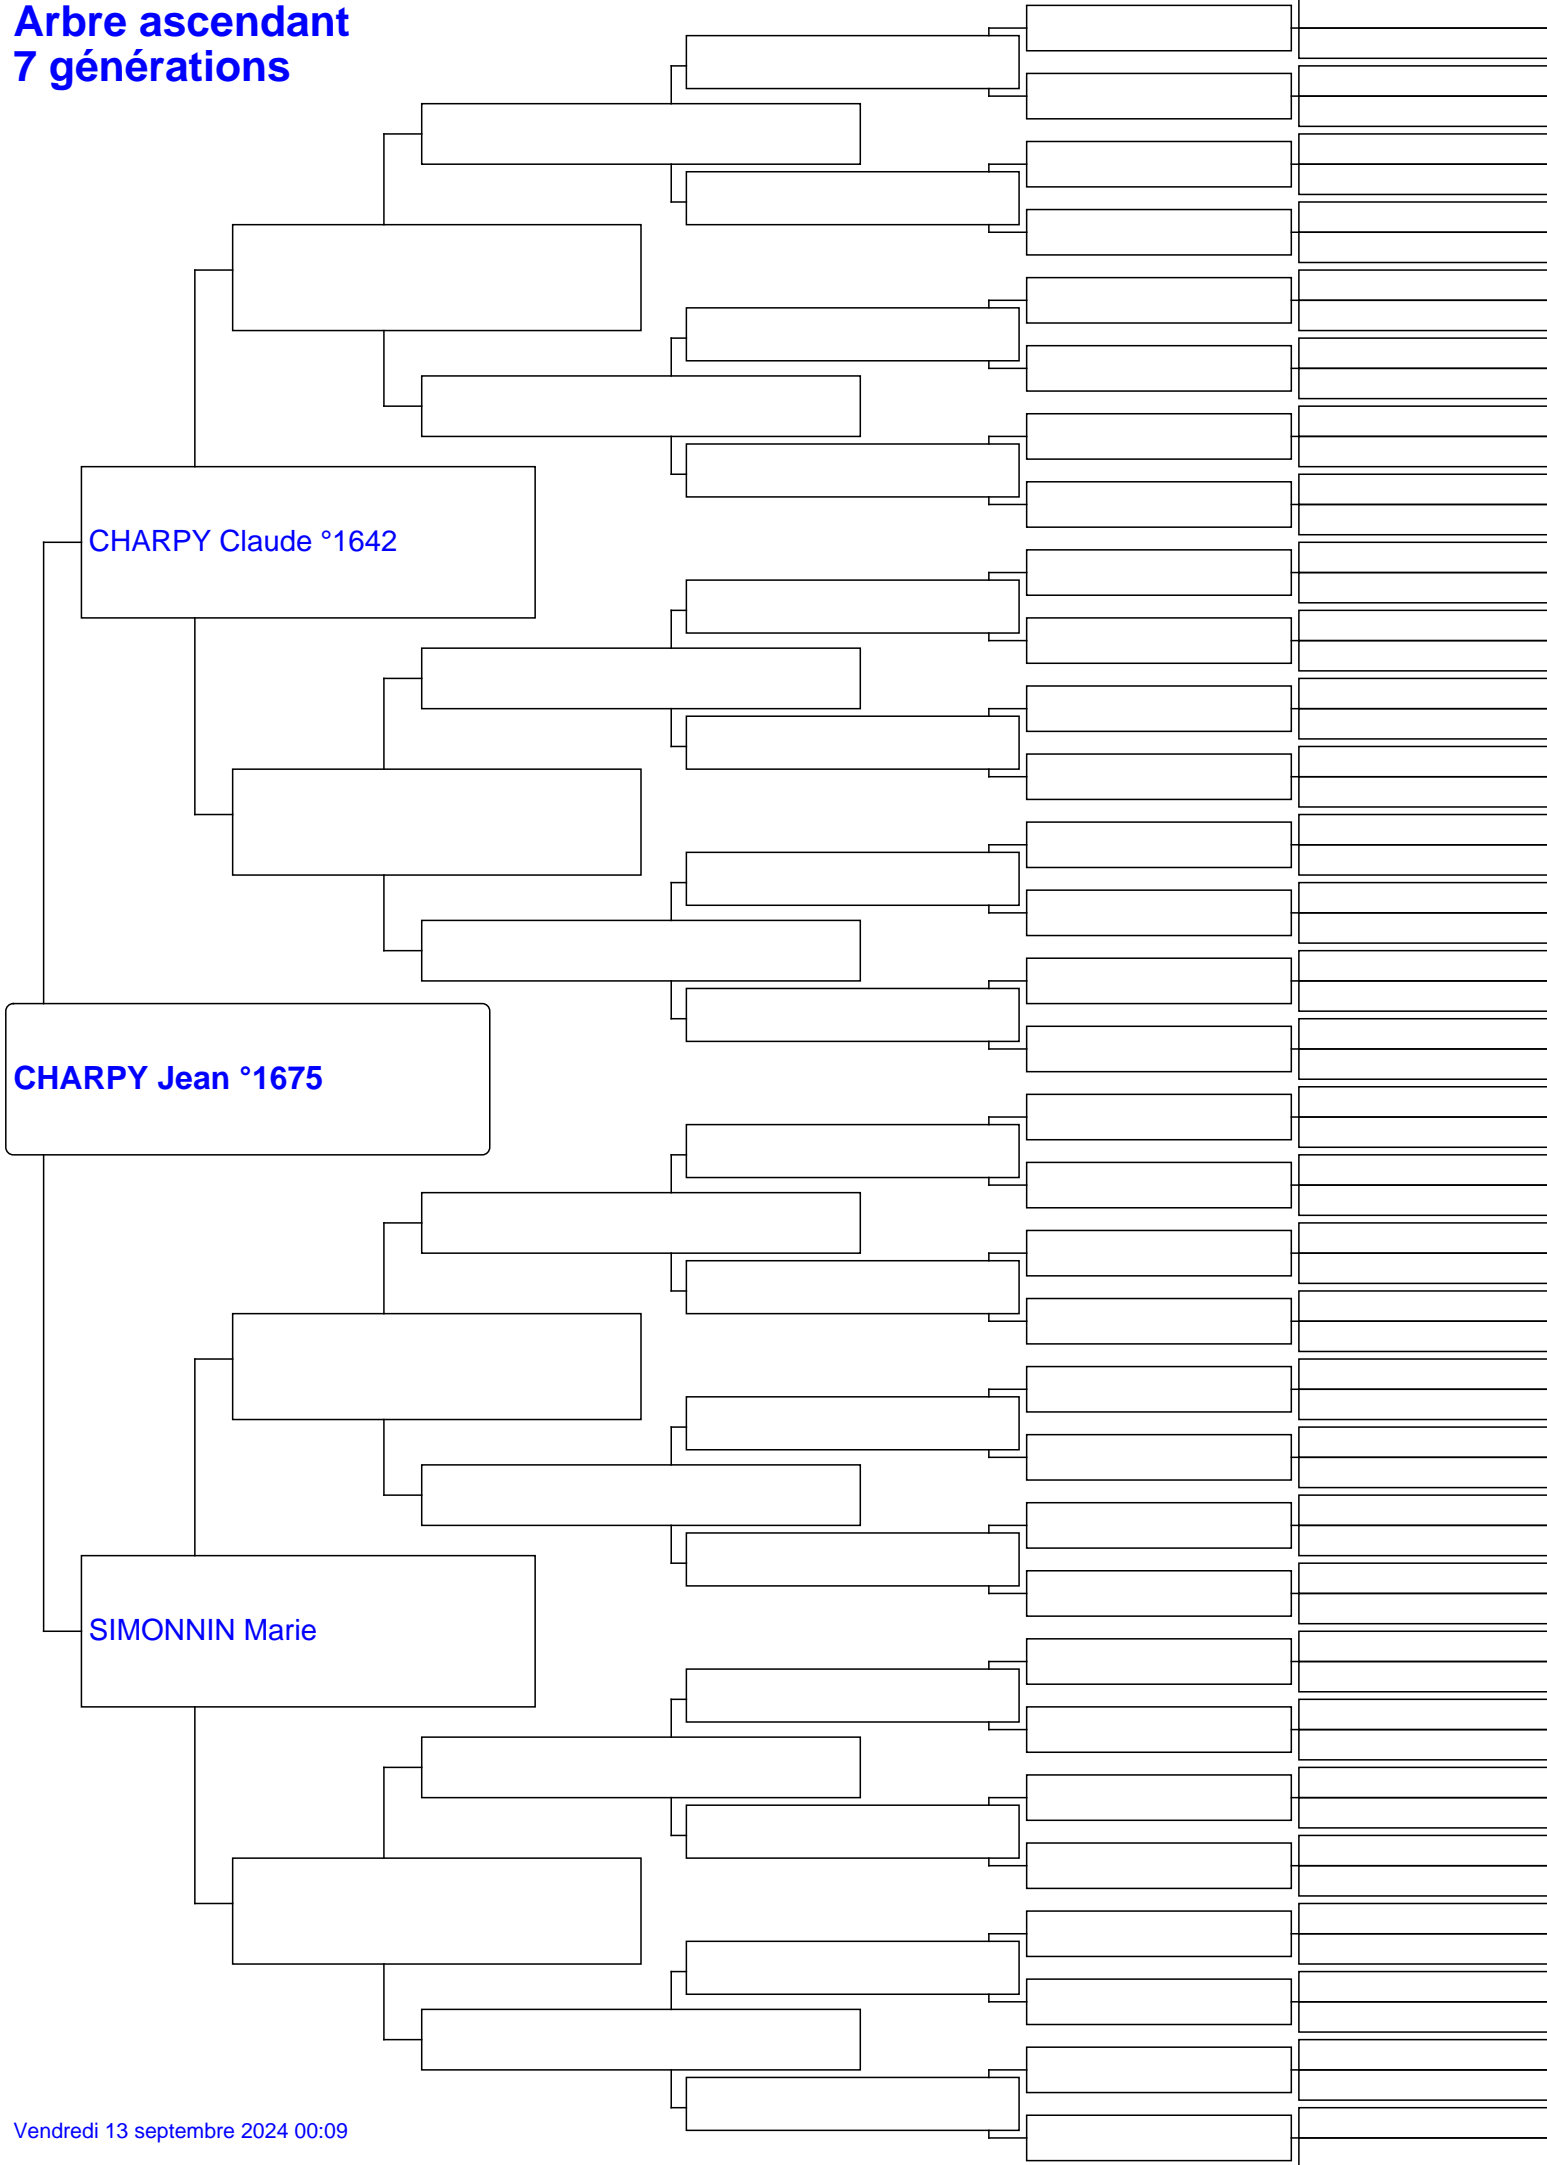 Arbre ascendant
7 générations
CHARPY Claude °1642
CHARPY Jean °1675
SIMONNIN Marie
Vendredi 13 septembre 2024 00:09